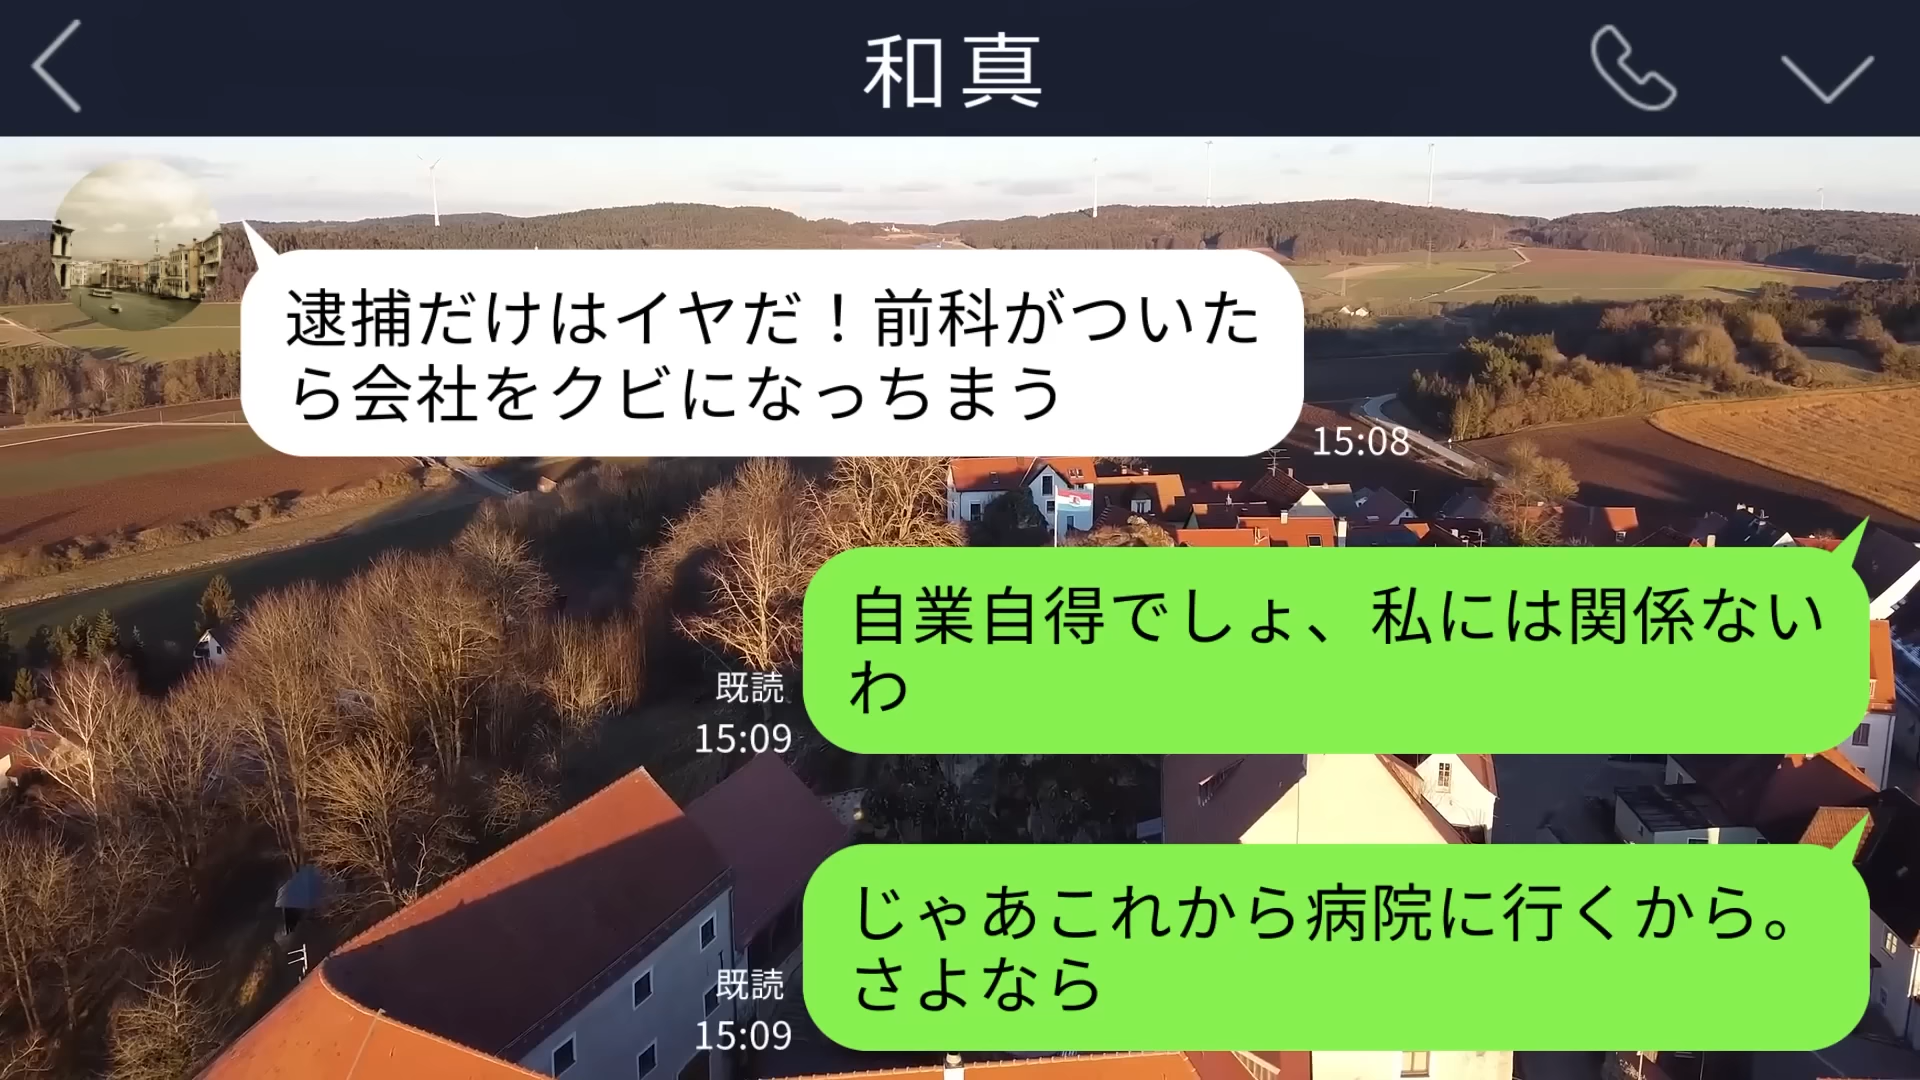 和真
逮捕だけはイヤだ！前科がついた
ら会社をクビになっちまう
15:08
自業自得でしょ、私には関係ない
わ
既読
15:09
じゃあこれから病院に行くから。
さよなら
既読
15:09